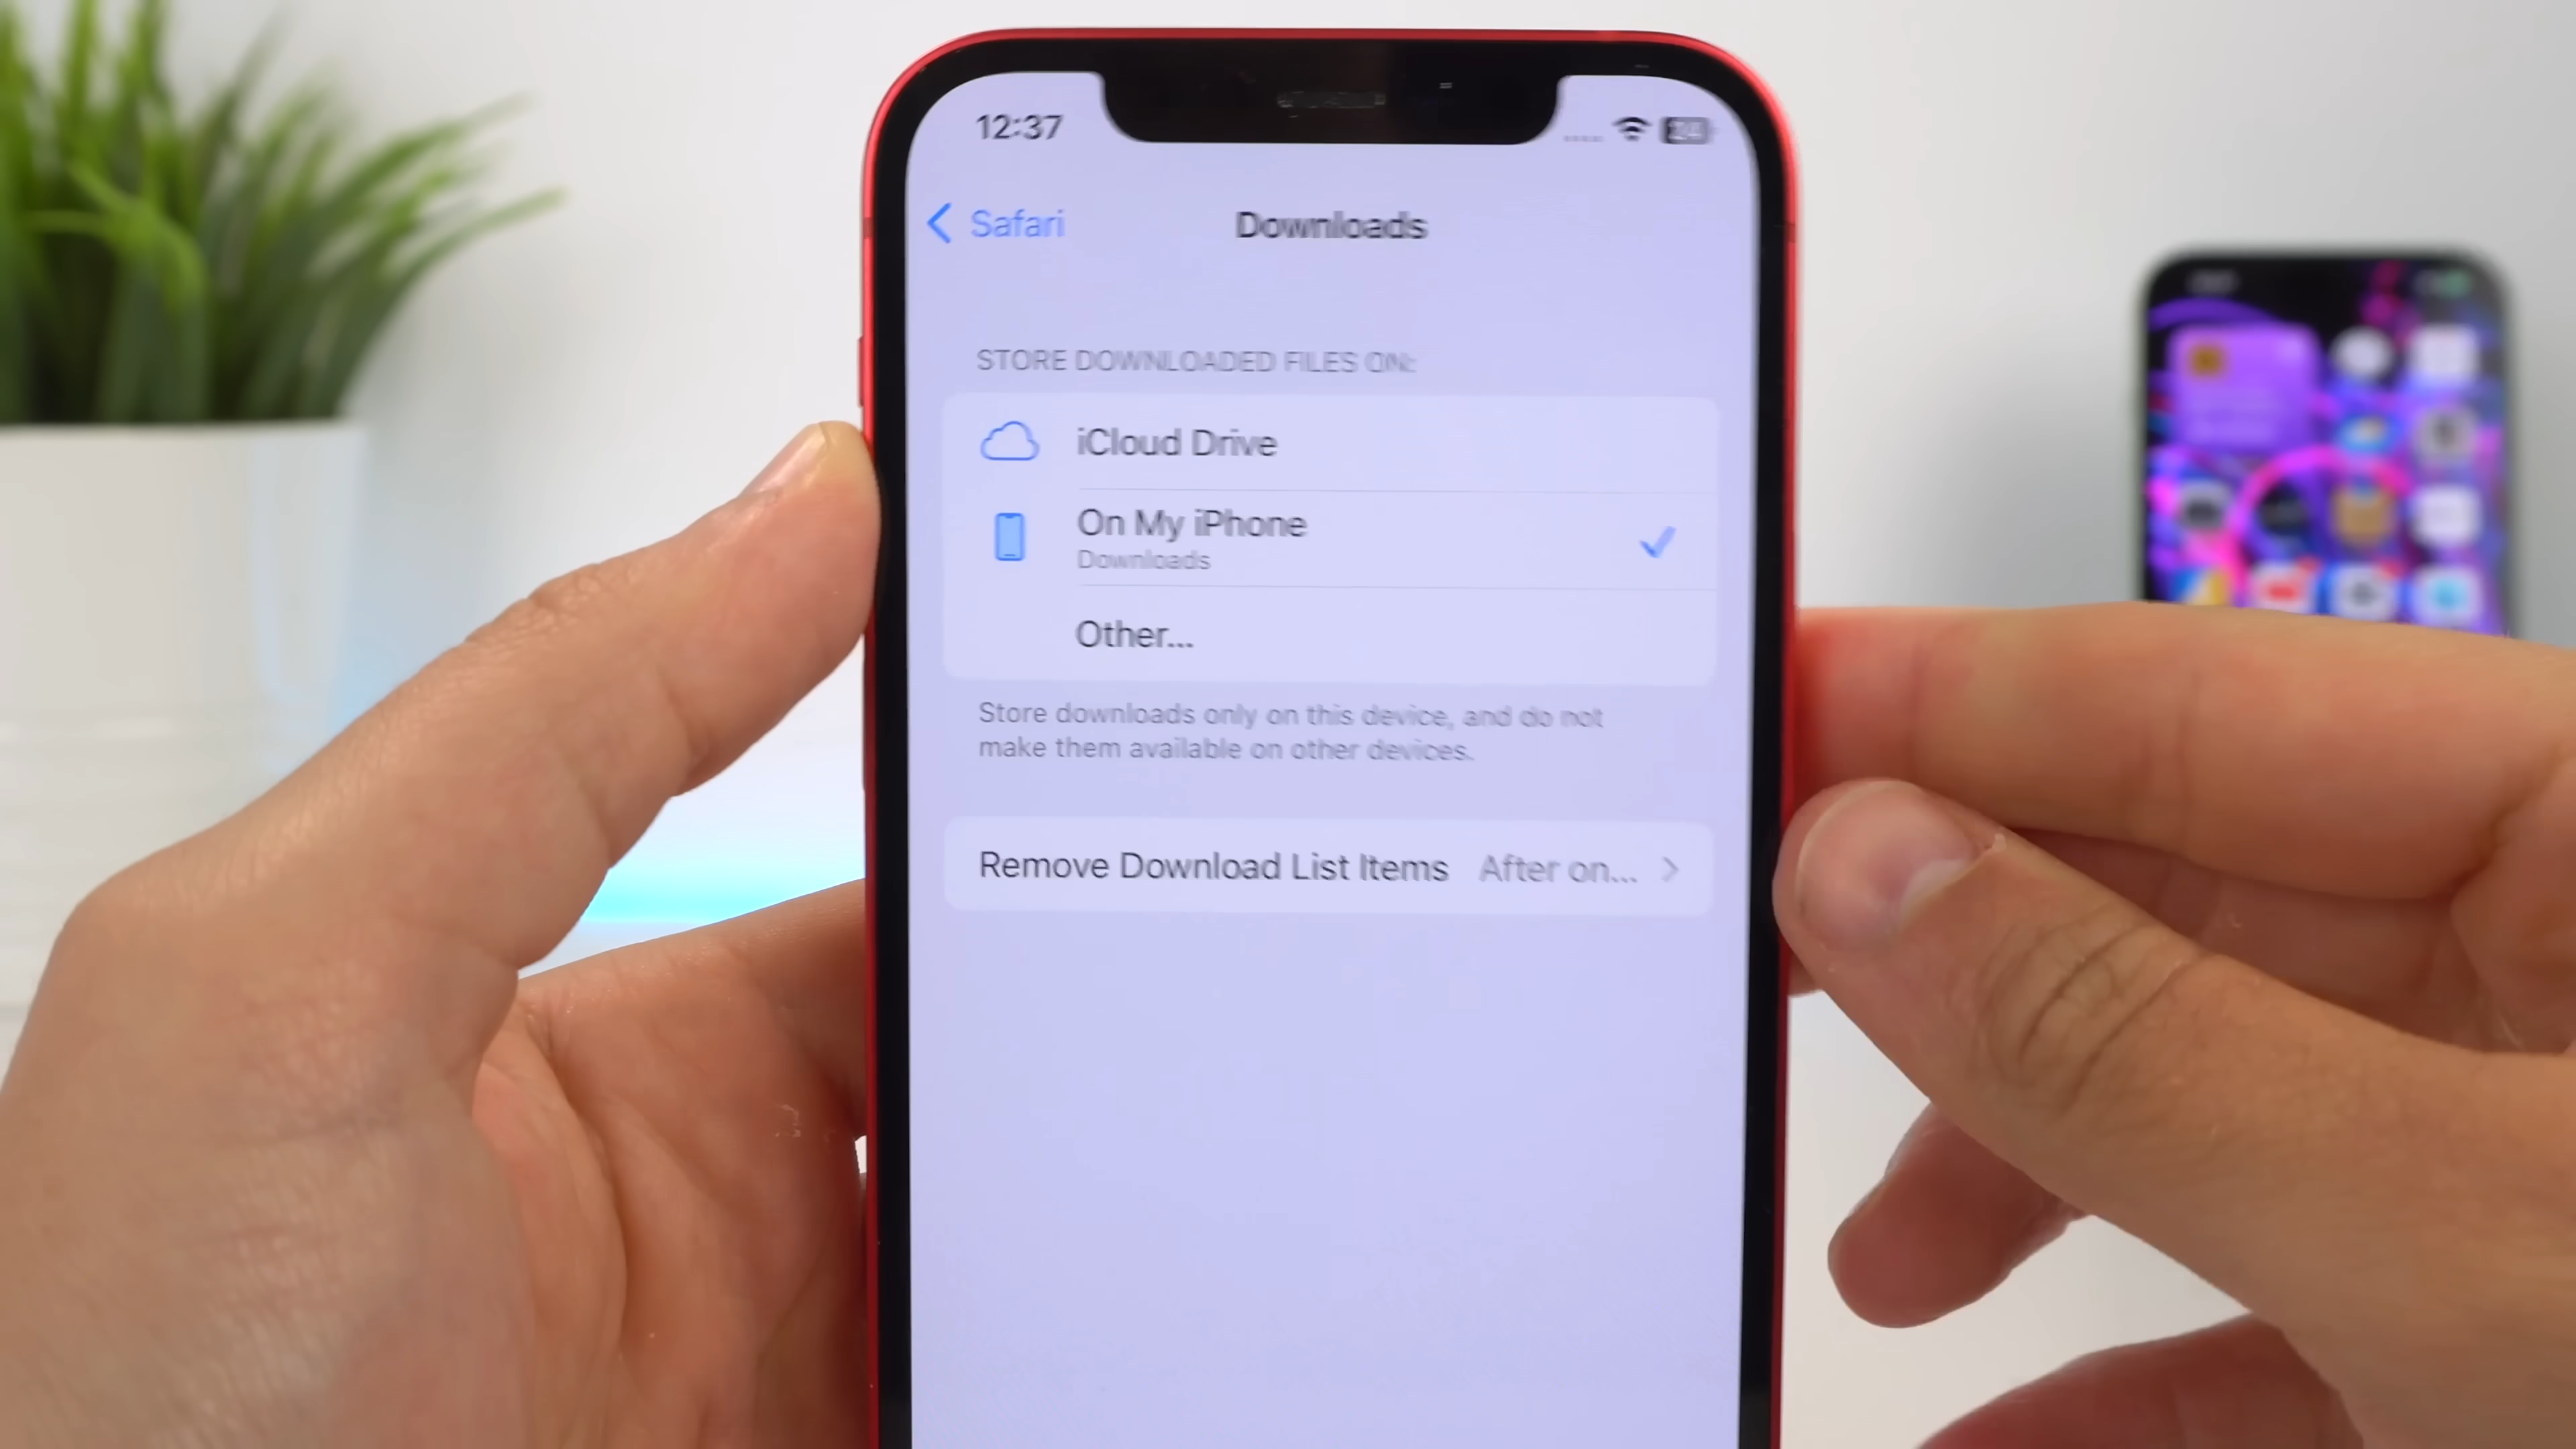 12:37
Safari
Downloads
STORE DOWNLOADED FILES ON:
iCloud Drive
On My iPhone
Downloads
Other...
Store downloads only on this device, and do not
make them available on other devices.
Remove Download List Items After on...